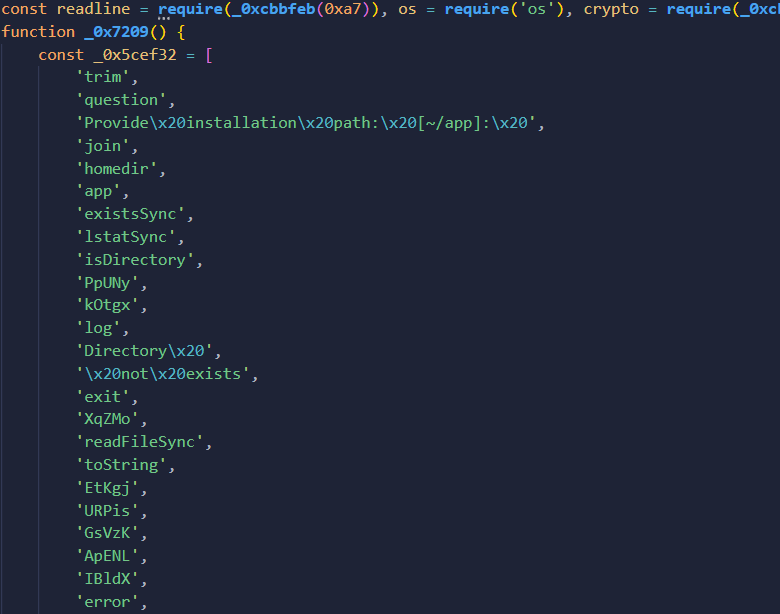 const readline = require(_0xcbbfeb(0xa7)), os = require('os'), crypto = require(_0xcl
function _0x7209() {
const _0x5cef32 = [
'trim',
'question',
'Provide\x20installation\x20path:\x20[~/app]:\x20',
'join',
'homedir',
'app',
'existsSync',
'lstatSync',
'isDirectory',
'PpUNy',
'kOtgx',
'log',
'Directory\x20',
'\x20not\x20exists',
'exit',
'XqZMo',
'readFileSync',
'toString',
'EtKgj',
'URPis',
'GsVzK',
'ApENL',
'IBldX',
'error',